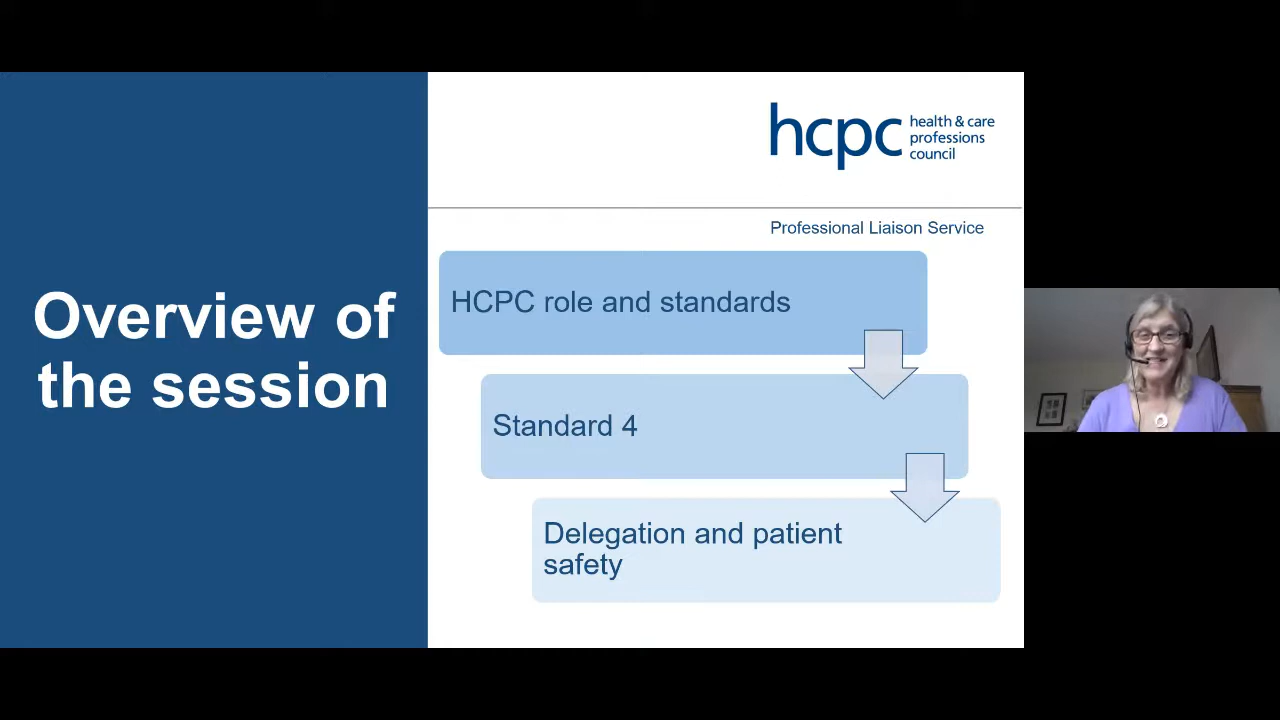 Overview of
the session
hcpc
health & care
professions
council
Professional Liaison Service
HCPC role and standards
Standard 4
Delegation and patient
safety